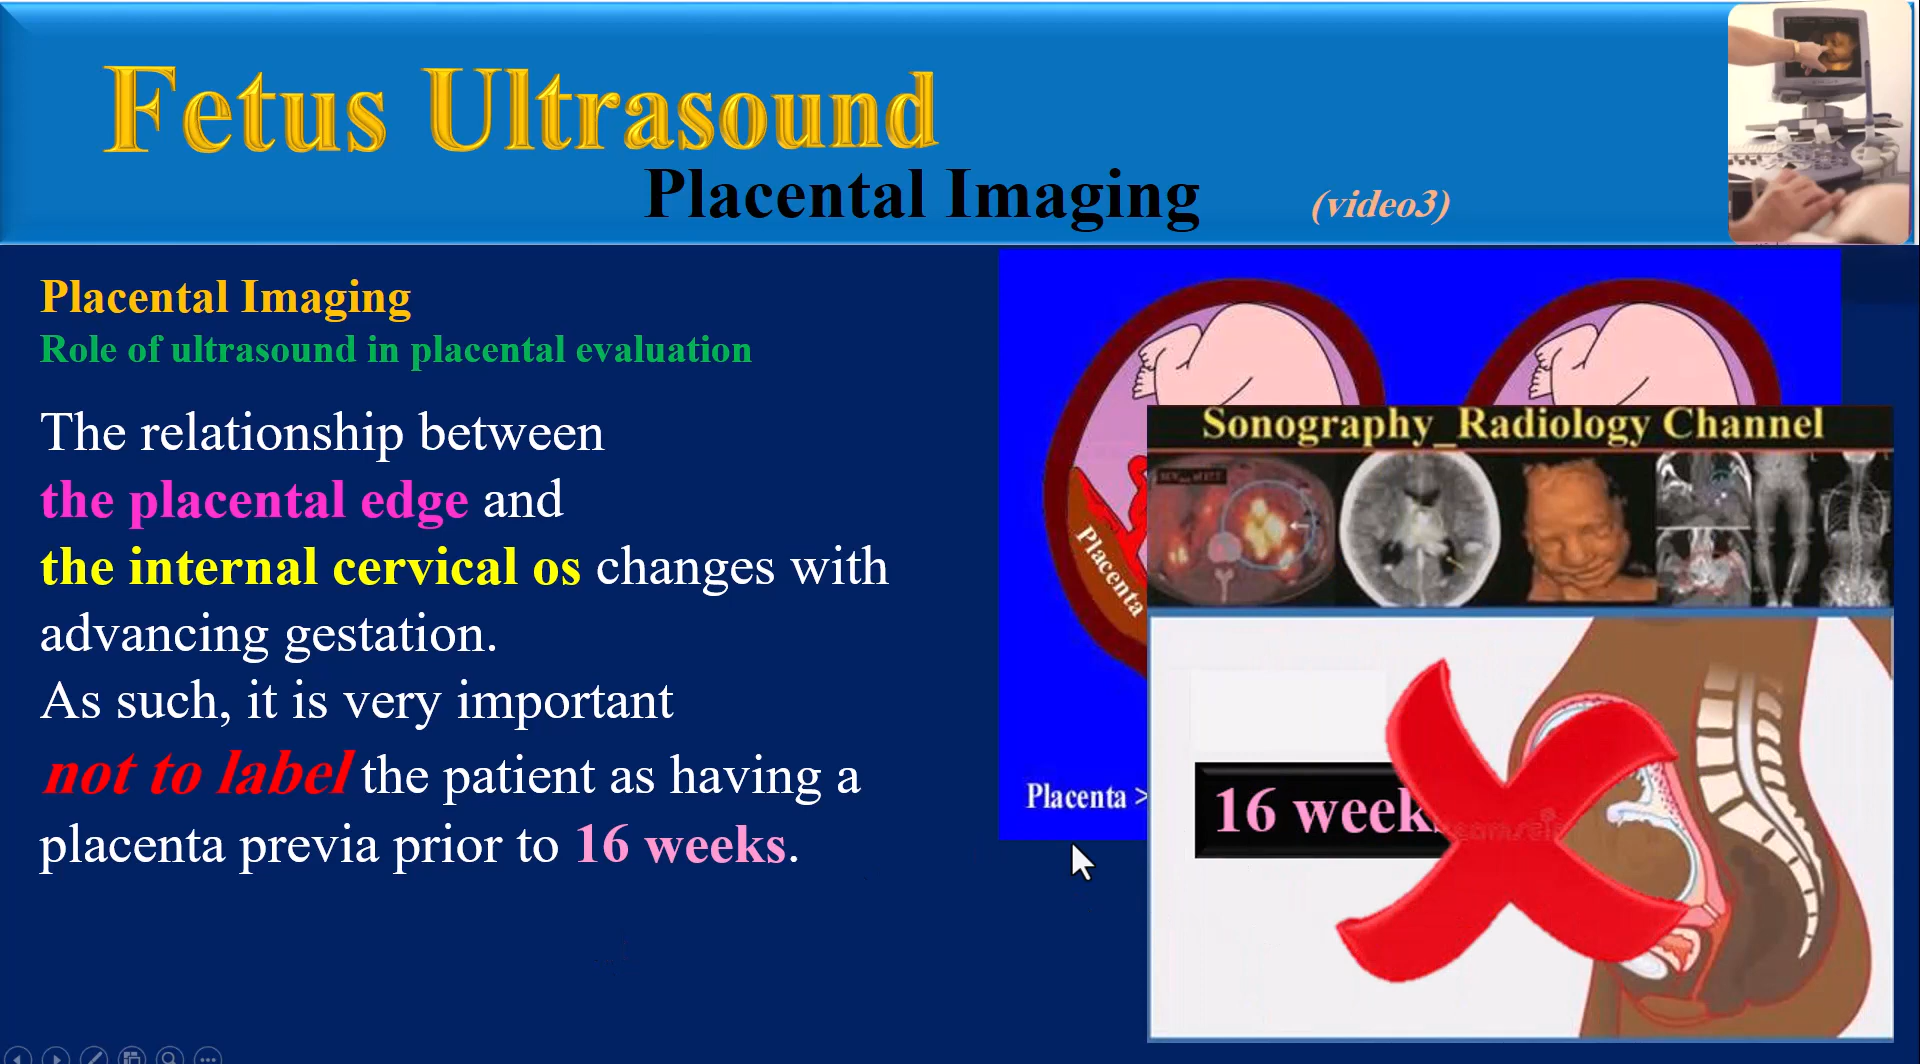 Fetus Ultrasound
Placental Imaging (video3)
Placental Imaging
Role of ultrasound in placental evaluation
The relationship between
the placental edge and
the internal cervical os changes with
advancing gestation.
As such, it is very important
not to label the patient as having a
placenta previa prior to 16 weeks.
Placenta
Placenta >
Sonography_Radiology Channel
16 weeks